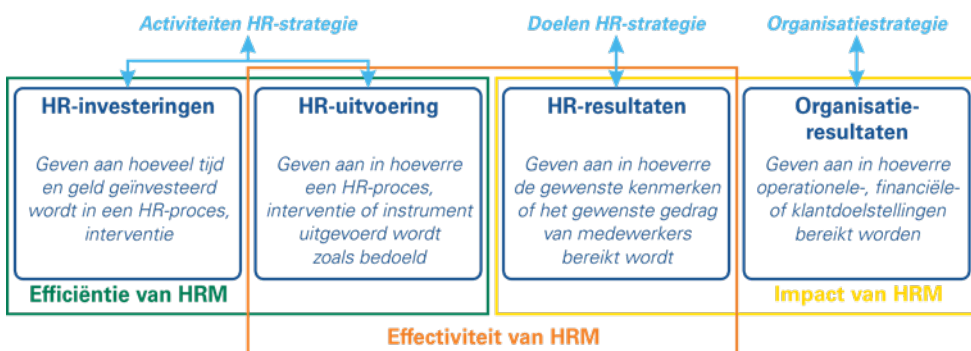 Activiteiten HR-strategie
Doelen HR-strategie
Organisatiestrategie
HR-investeringen
Geven aan hoeveel tijd
en geld geïnvesteerd
wordt in een HR-proces,
interventie
HR-uitvoering
Geven aan in hoeverre
een HR-proces,
interventie of instrument
uitgevoerd wordt
zoals bedoeld
HR-resultaten
Geven aan in hoeverre
de gewenste kenmerken
of het gewenste gedrag
van medewerkers
bereikt wordt
Organisatie-
resultaten
Geven aan in hoeverre
operationele-, financiële-
of klantdoelstellingen
bereikt worden
Efficiëntie van HRM
Impact van HRM
Effectiviteit van HRM